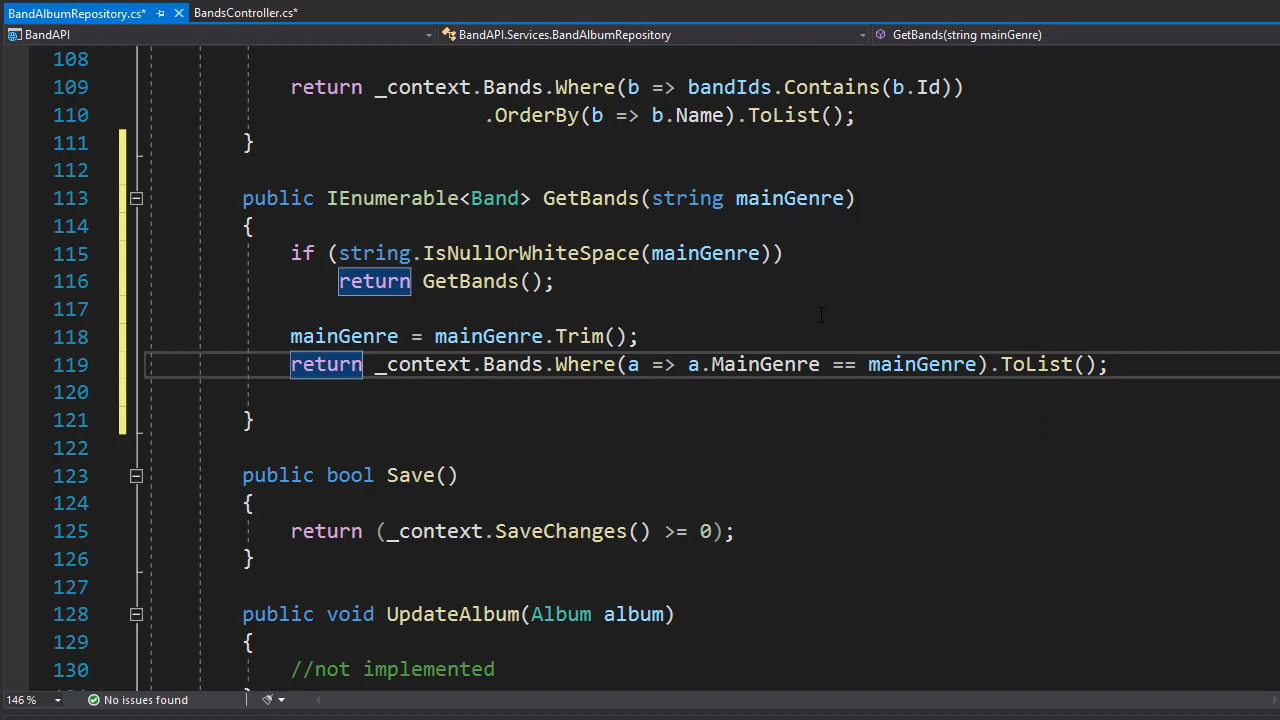 BandAlbumRepository.cs* BandsController.cs*
BandAPI BandAPI.Services.BandAlbumRepository GetBands(string mainGenre)
108
109 return _context.Bands.Where(b => bandIds.Contains(b.Id))
110 .OrderBy(b => b.Name).ToList();
111 }
112
113 public IEnumerable<Band> GetBands(string mainGenre)
114 {
115 if (string.IsNullOrWhiteSpace(mainGenre))
116 return GetBands();
117
118 mainGenre = mainGenre.Trim();
119 return _context.Bands.Where(a => a.MainGenre == mainGenre).ToList();
120
121 }
122
123 public bool Save()
124 {
125 return (_context.SaveChanges() >= 0);
126 }
127
128 public void UpdateAlbum(Album album)
129 {
130 //not implemented
146 % No issues found